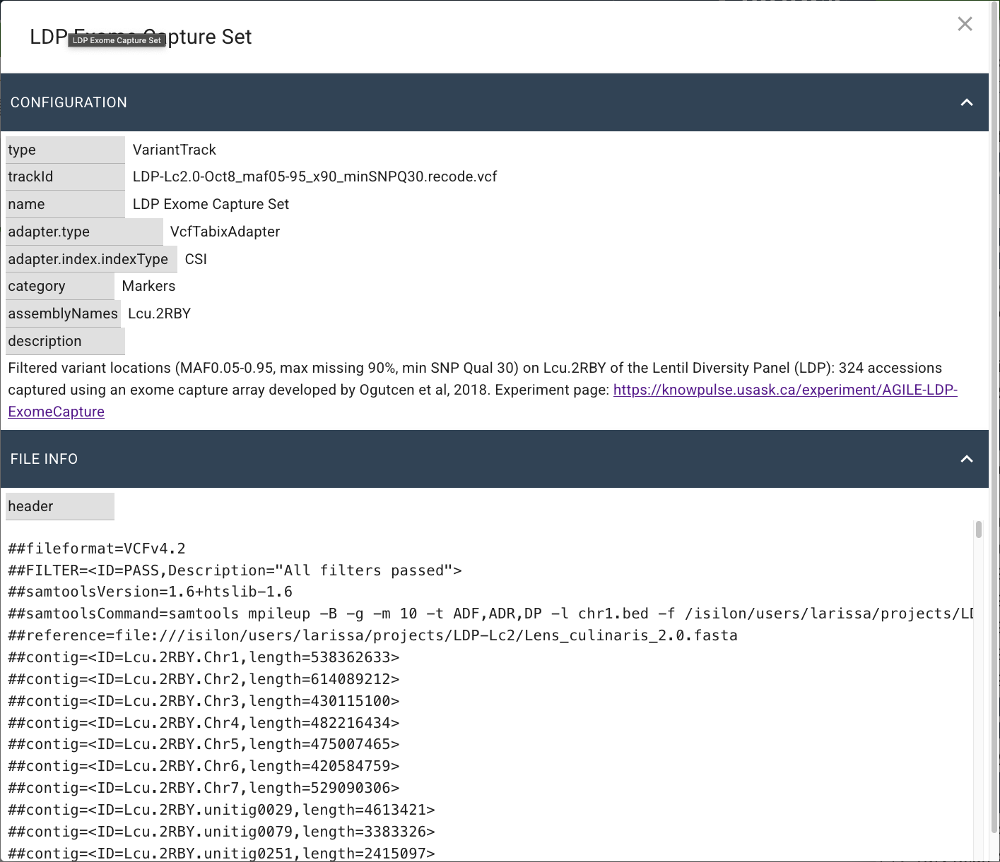 LDP Exome Capture Set
LDP Exome Capture Set
CONFIGURATION
type VariantTrack
trackId LDP-Lc2.0-Oct8_maf05-95_x90_minSNPQ30.recode.vcf
name LDP Exome Capture Set
adapter.type VcfTabixAdapter
adapter.index.indexType CSI
category Markers
assemblyNames Lcu.2RBY
description
Filtered variant locations (MAF0.05-0.95, max missing 90%, min SNP Qual 30) on Lcu.2RBY of the Lentil Diversity Panel (LDP): 324 accessions
captured using an exome capture array developed by Ogutcen et al, 2018. Experiment page: https://knowpulse.usask.ca/experiment/AGILE-LDP-
ExomeCapture
FILE INFO
header
##fileformat=VCFv4.2
##FILTER=<ID=PASS,Description="All filters passed">
##samtoolsVersion=1.6+htslib-1.6
##samtoolsCommand=samtools mpileup -B -g -m 10 -t ADF,ADR,DP -l chr1.bed -f /isilon/users/larissa/projects/LD
##reference=file:///isilon/users/larissa/projects/LDP-Lc2/Lens_culinaris_2.0.fasta
##contig=<ID=Lcu.2RBY.Chr1,length=538362633>
##contig=<ID=Lcu.2RBY.Chr2,length=614089212>
##contig=<ID=Lcu.2RBY.Chr3,length=430115100>
##contig=<ID=Lcu.2RBY.Chr4,length=482216434>
##contig=<ID=Lcu.2RBY.Chr5,length=475007465>
##contig=<ID=Lcu.2RBY.Chr6,length=420584759>
##contig=<ID=Lcu.2RBY.Chr7,length=529090306>
##contig=<ID=Lcu.2RBY.unitig0029,length=4613421>
##contig=<ID=Lcu.2RBY.unitig0079,length=3383326>
##contig=<ID=Lcu.2RBY.unitig0251,length=2415097>